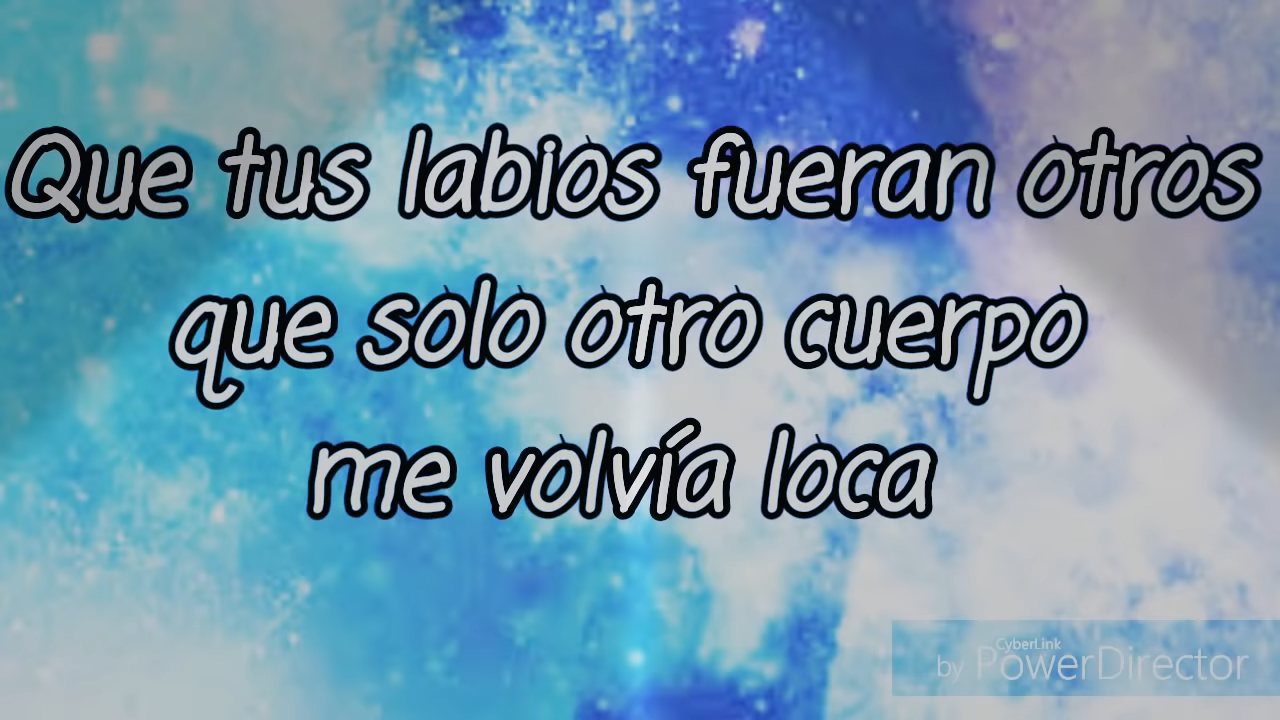 Que tus labios fueran otros
que solo otro cuerpo
me volvía loca
CyberLink
by PowerDirector